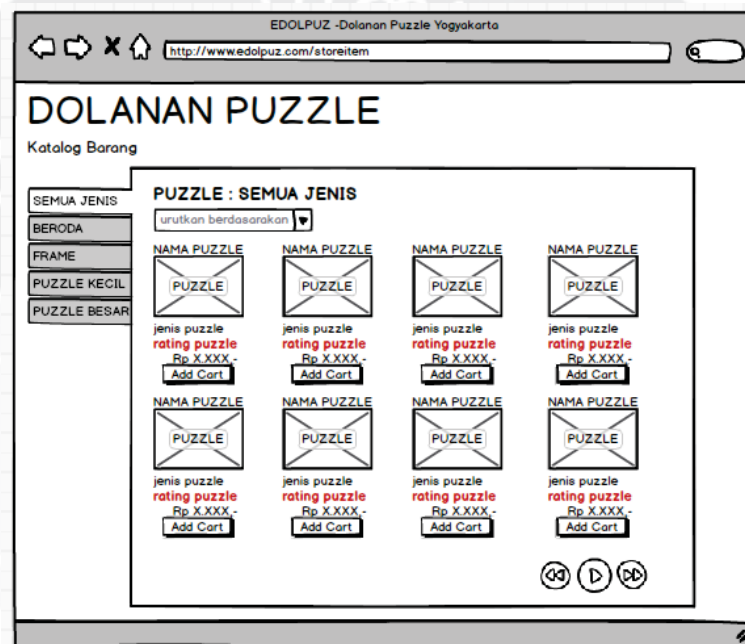 EDOLPUZ -Dolanan Puzzle Yogyakarta
http://www.edolpuz.com/storeitem
DOLANAN PUZZLE
Katalog Barang
SEMUA JENIS
BERODA
FRAME
PUZZLE KECIL
PUZZLE BESAR
PUZZLE : SEMUA JENIS
urutkan berdasarakan
NAMA PUZZLE NAMA PUZZLE NAMA PUZZLE NAMA PUZZLE
PUZZLE PUZZLE PUZZLE PUZZLE
jenis puzzle jenis puzzle jenis puzzle jenis puzzle
rating puzzle rating puzzle rating puzzle rating puzzle
Rp X.XXX,- Rp X.XXX,- Rp X.XXX,- Rp X.XXX,-
Add Cart Add Cart Add Cart Add Cart
NAMA PUZZLE NAMA PUZZLE NAMA PUZZLE NAMA PUZZLE
PUZZLE PUZZLE PUZZLE PUZZLE
jenis puzzle jenis puzzle jenis puzzle jenis puzzle
rating puzzle rating puzzle rating puzzle rating puzzle
Rp X.XXX,- Rp X.XXX,- Rp X.XXX,- Rp X.XXX,-
Add Cart Add Cart Add Cart Add Cart